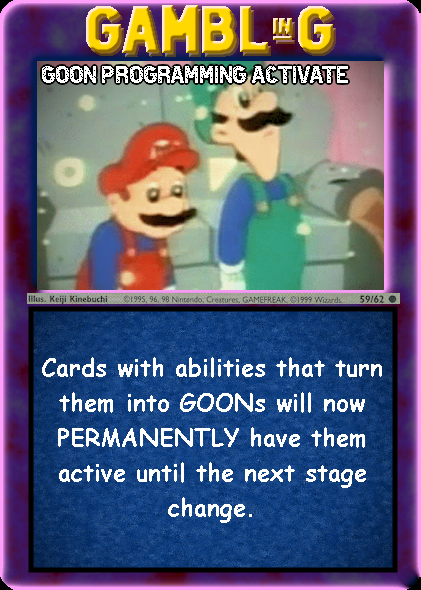 GAMBLING
GOON PROGRAMMING ACTIVATE
Illus. Keiji Kinebuchi ©1995, 96, 98 Nintendo, Creatures, GAMEFREAK. ©1999 Wizards. 59/62 ●
Cards with abilities that turn
them into GOONs will now
PERMANENTLY have them
active until the next stage
change.